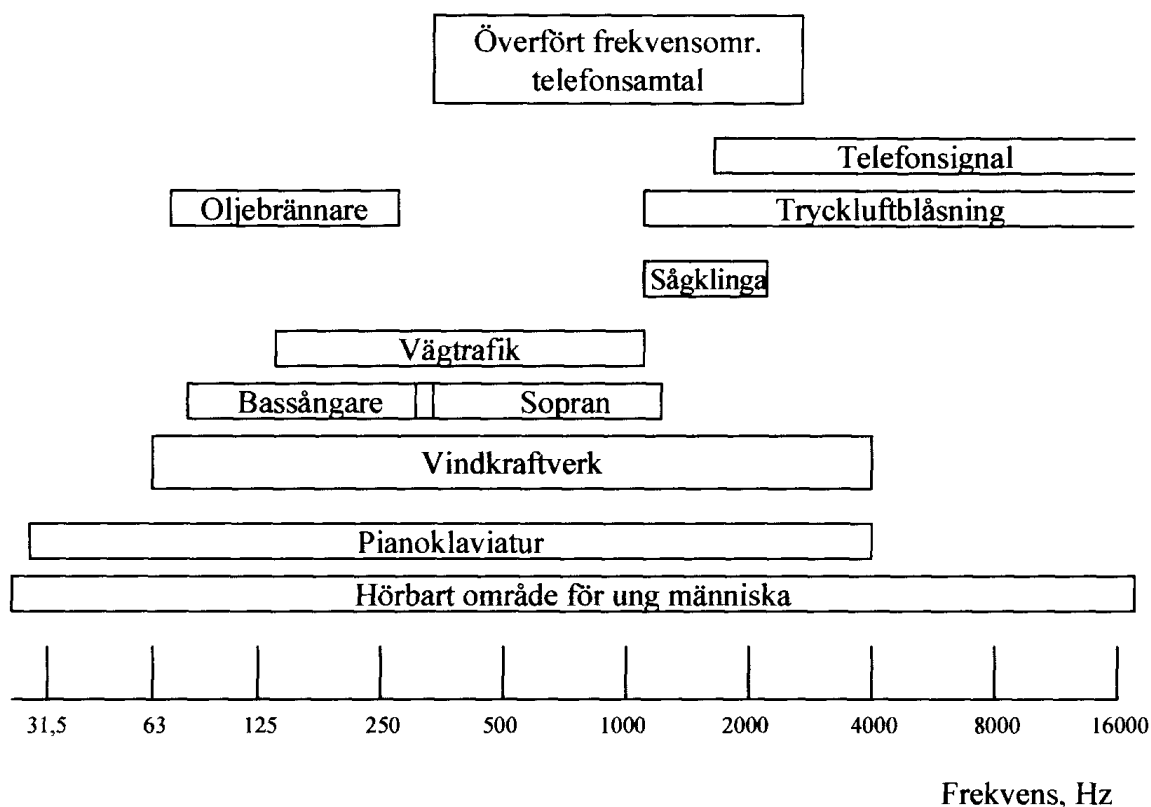 Överfört frekvensomr.
telefonsamtal
Telefonsignal
Oljebrännare
Tryckluftblåsning
Sågklinga
Vägtrafik
Bassångare
Sopran
Vindkraftverk
Pianoklaviatur
Hörbart område för ung människa
31,5 63 125 250 500 1000 2000 4000 8000 16000
Frekvens, Hz